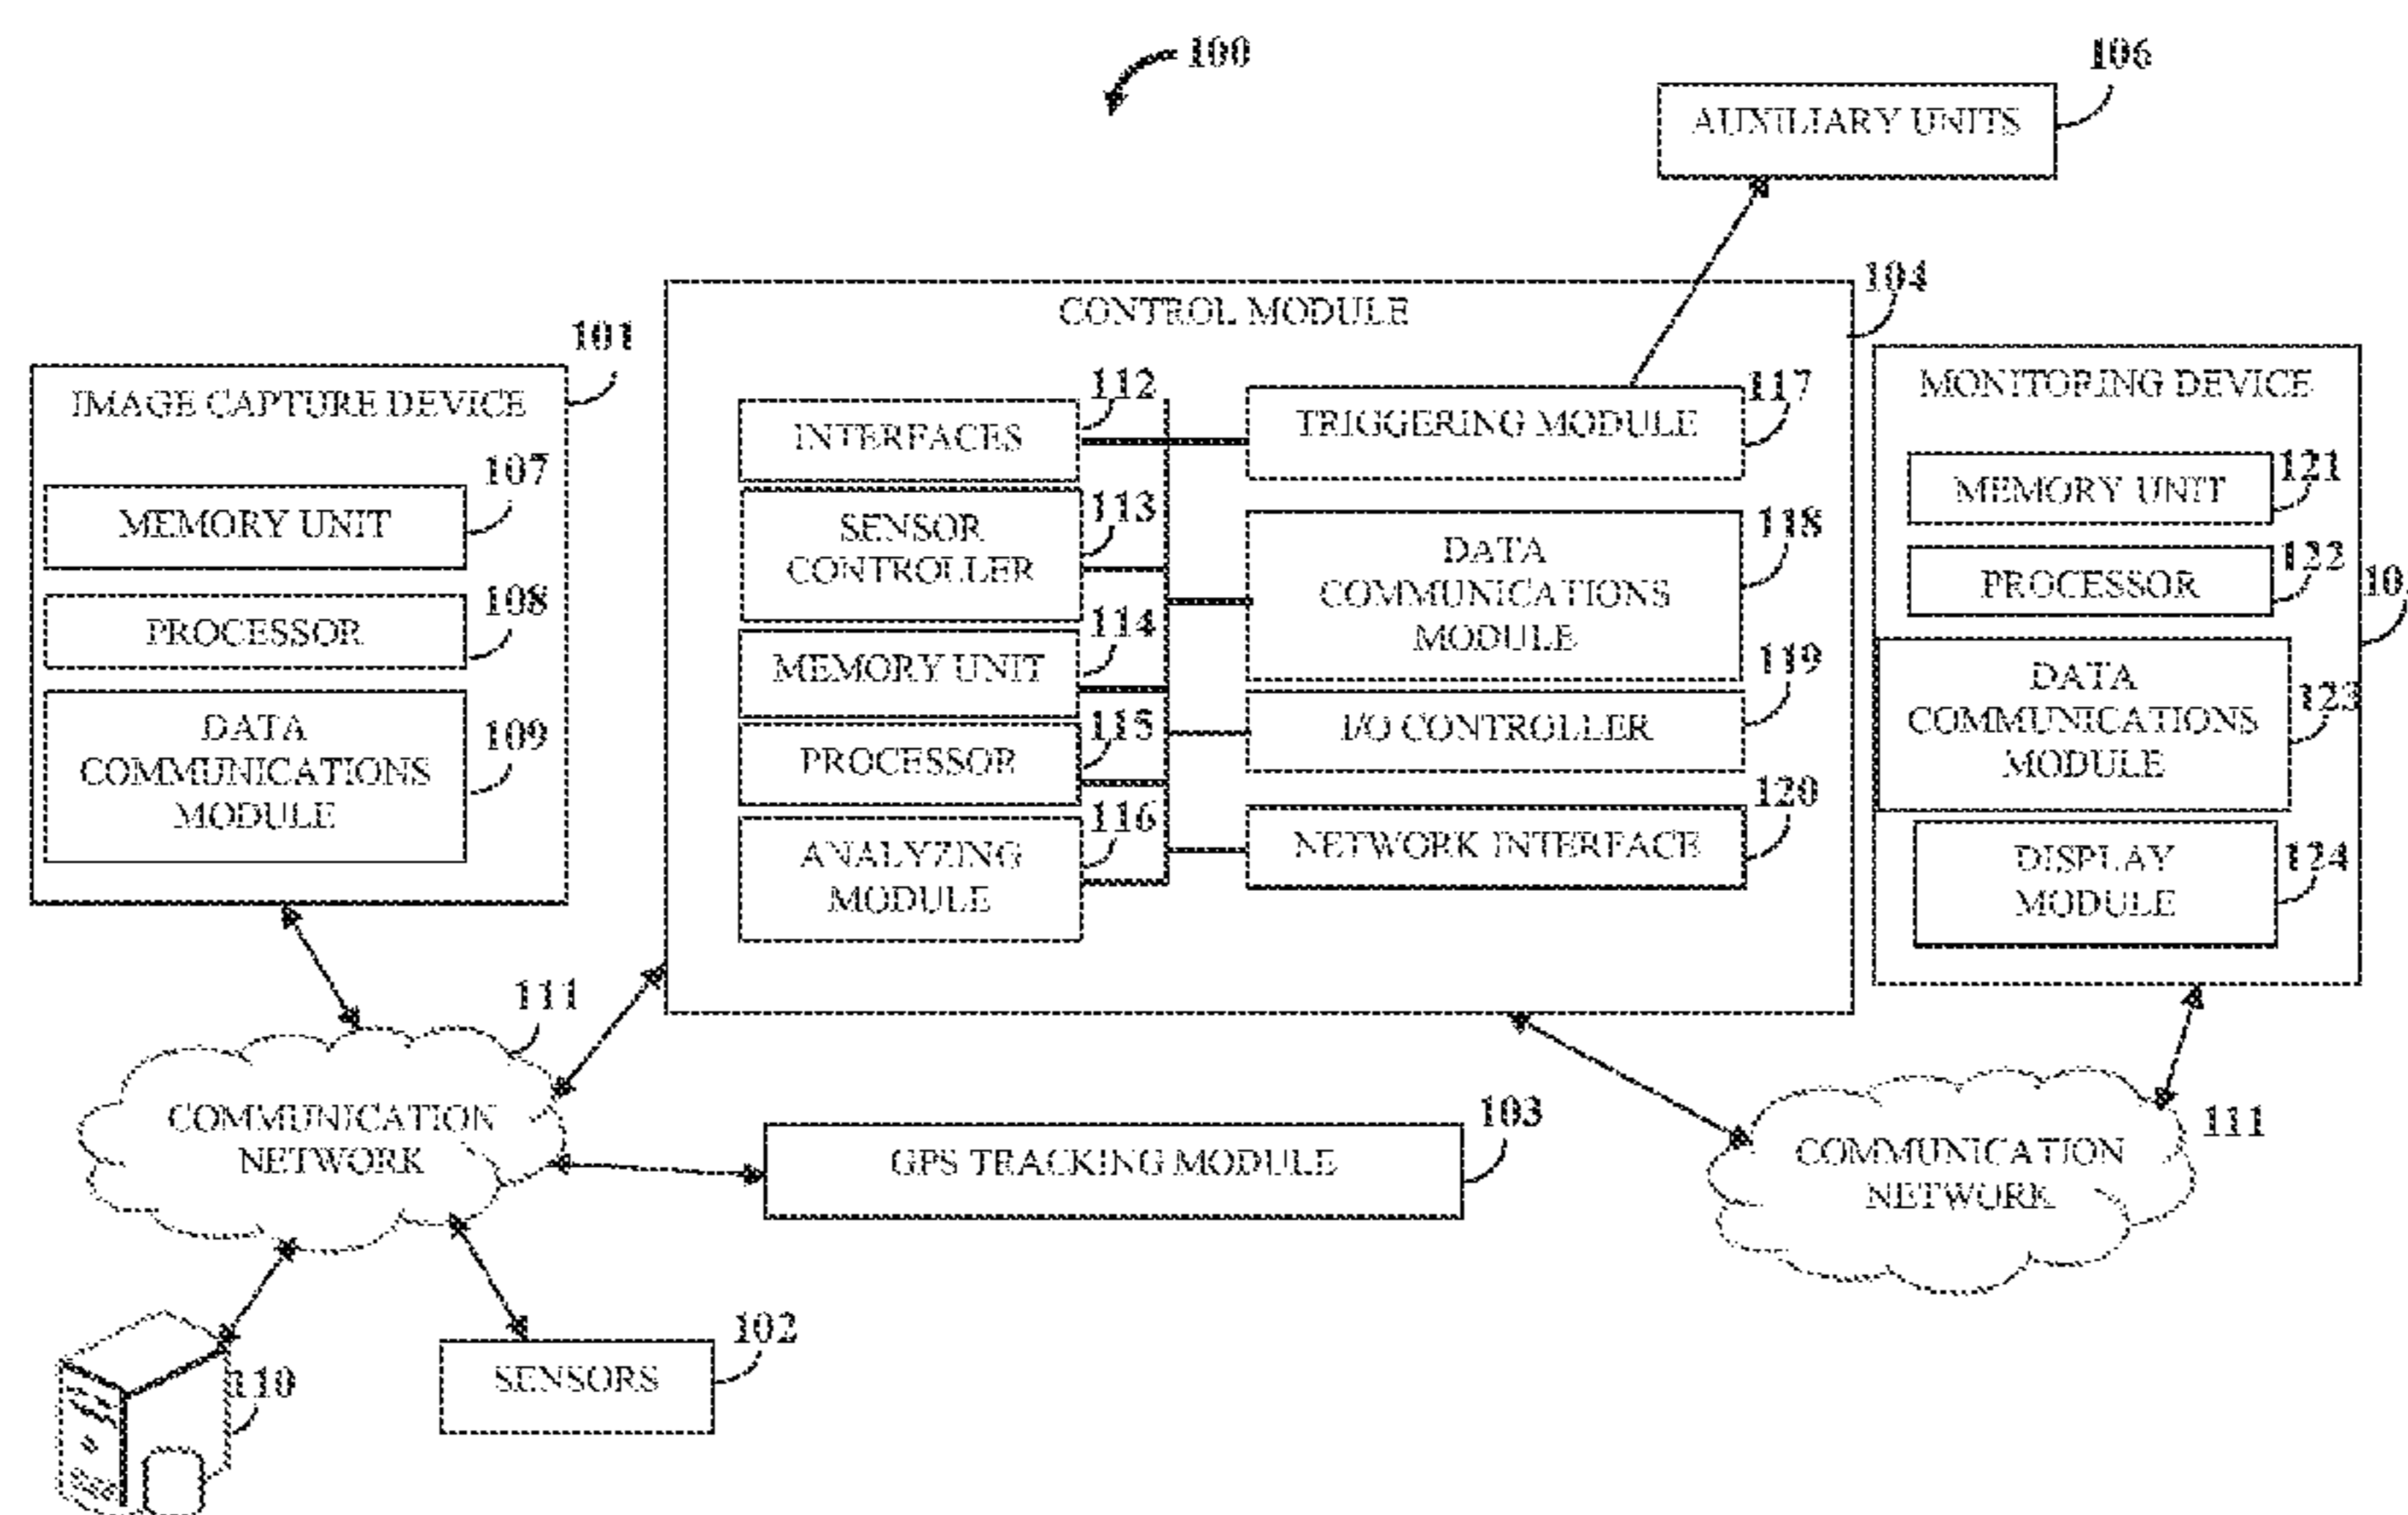 100
106
AUXILIARY UNITS
104
CONTROL MODULE
101
IMAGE CAPTURE DEVICE
107
MEMORY UNIT
108
PROCESSOR
109
DATA
COMMUNICATIONS
MODULE
112
INTERFACES
113
SENSOR
CONTROLLER
114
MEMORY UNIT
115
PROCESSOR
116
ANALYZING
MODULE
117
TRIGGERING MODULE
118
DATA
COMMUNICATIONS
MODULE
119
I/O CONTROLLER
120
NETWORK INTERFACE
MONITORING DEVICE
121
MEMORY UNIT
122
PROCESSOR
10
123
DATA
COMMUNICATIONS
MODULE
124
DISPLAY
MODULE
111
COMMUNICATION
NETWORK
103
GPS TRACKING MODULE
111
COMMUNICATION
NETWORK
102
SENSORS
110